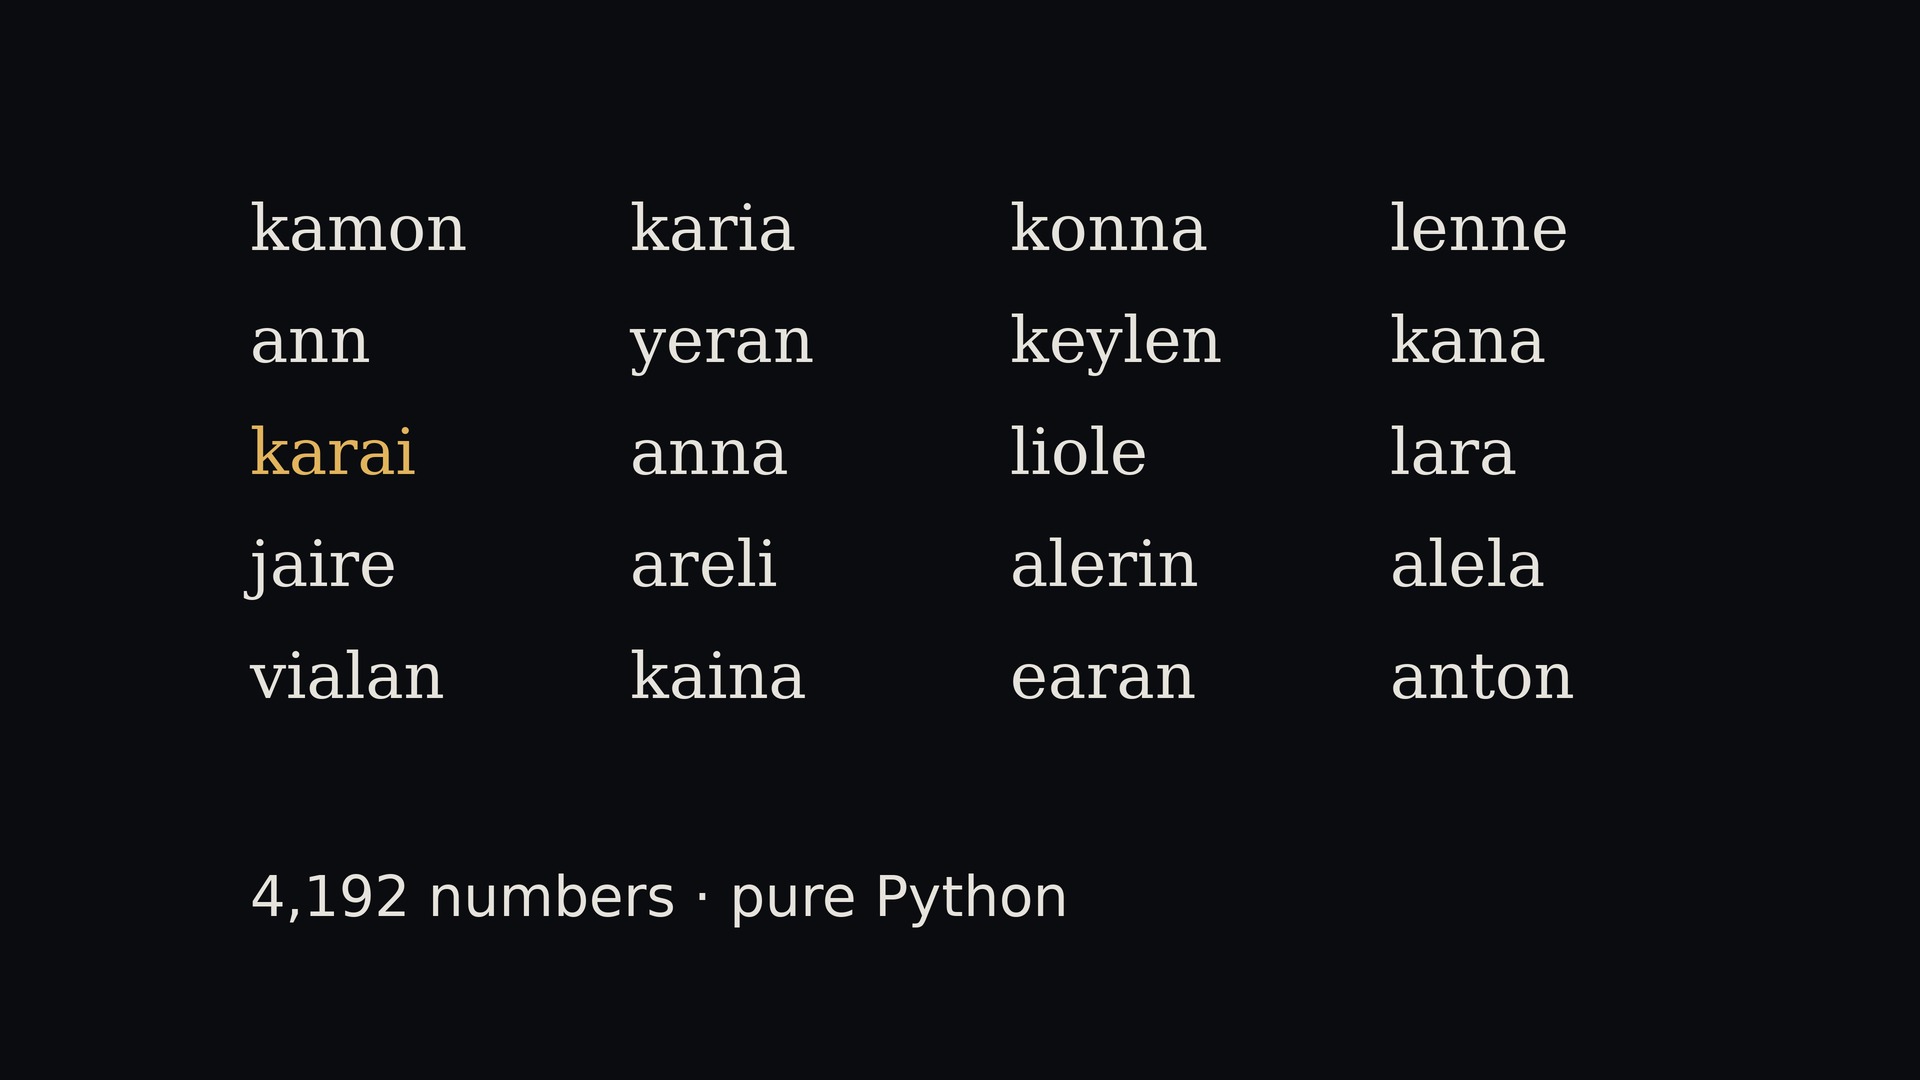 kamon karia konna lenne
ann yeran keylen kana
karai anna liole lara
jaire areli alerin alela
vialan kaina earan anton
4,192 numbers · pure Python